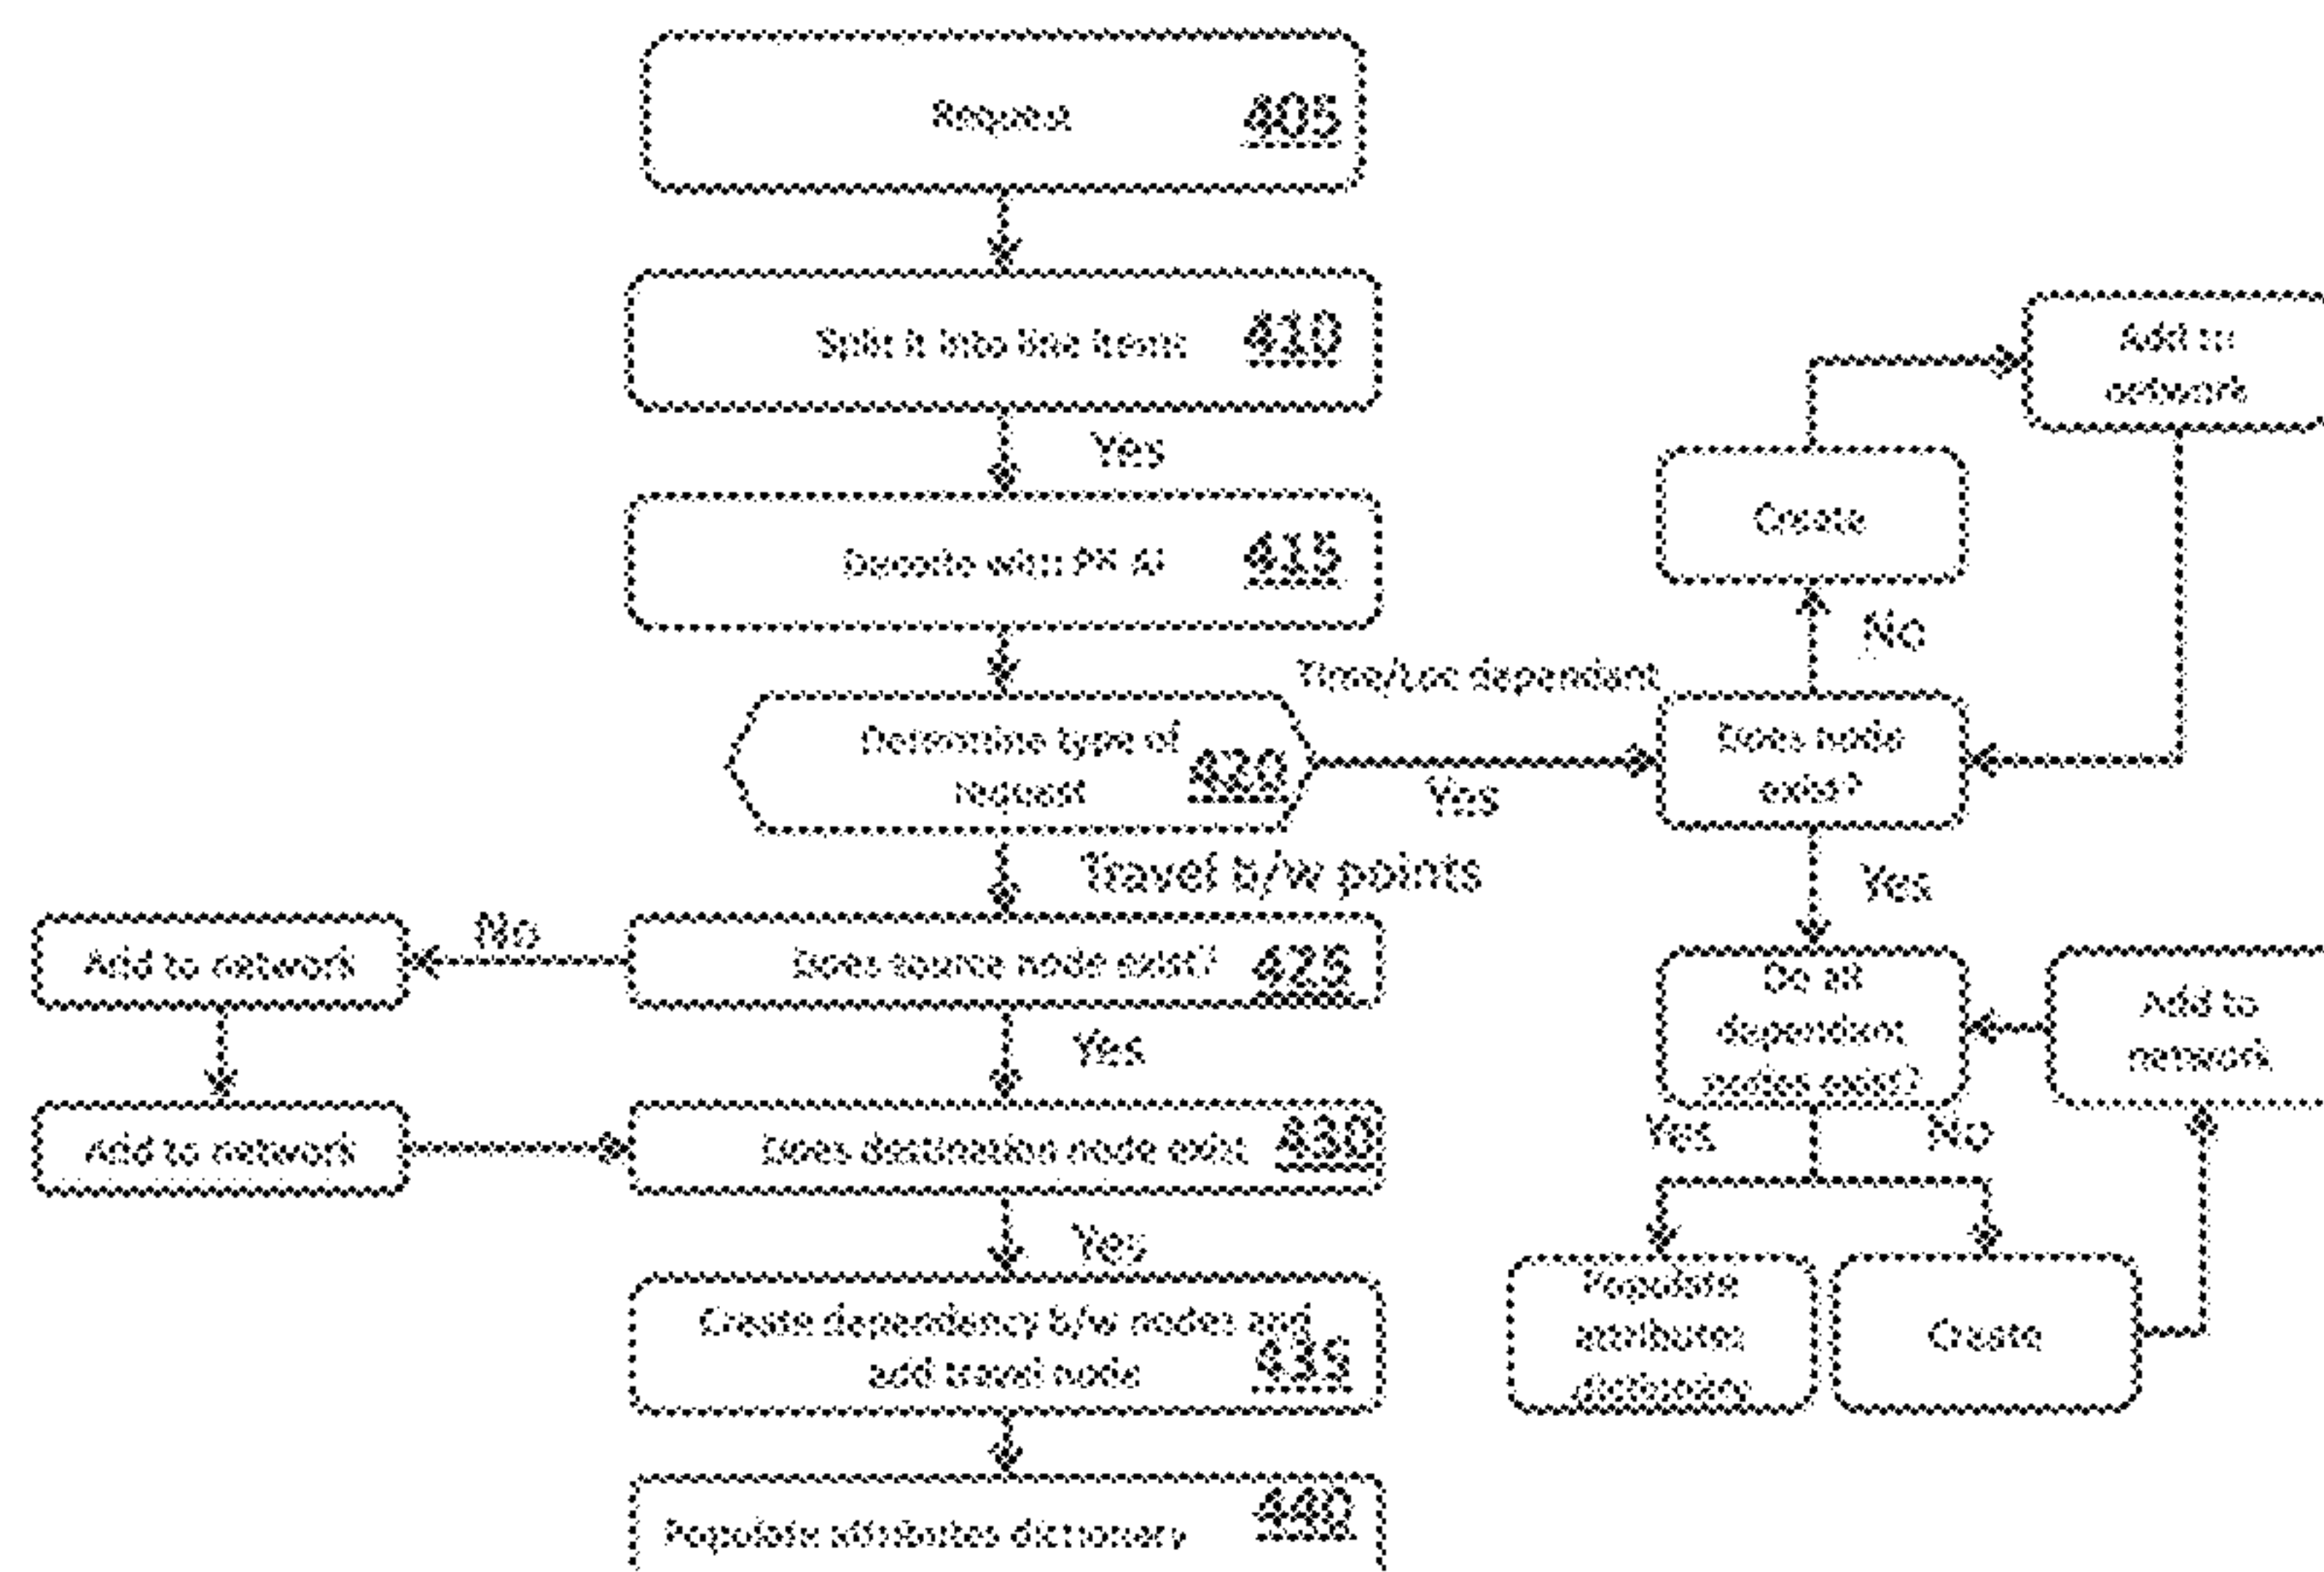 Request 405
Split it into line items 410
Yes
Decode with 415
Determine type of
request 420
Time/Loc dependant
Yes
Travel b/w points
Does source node exist? 425
No
Add to network
Yes
Add to network
Does destination node exist 430
Yes
Create dependency b/w nodes and
add travel node 435
Populate attributes dictionary 440
Add to
network
Create
No
Does node
exist?
Yes
Do all
dependent
nodes exist?
Add to
network
Yes
No
Populate
attributes
dictionary
Create